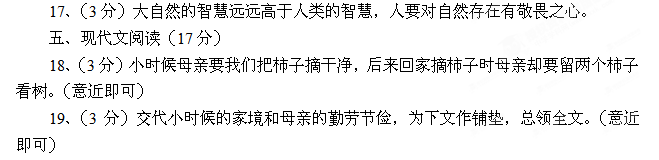 17、（3 分）大自然的智慧远远高于人类的智慧，人要对自然存在有敬畏之心。
五、现代文阅读（17 分）
18、（3 分）小时候母亲要我们把柿子摘干净，后来回家摘柿子时母亲却要留两个柿子
看树。（意近即可）
19、（3 分）交代小时候的家境和母亲的勤劳节俭，为下文作铺垫，总领全文。（意近
即可）